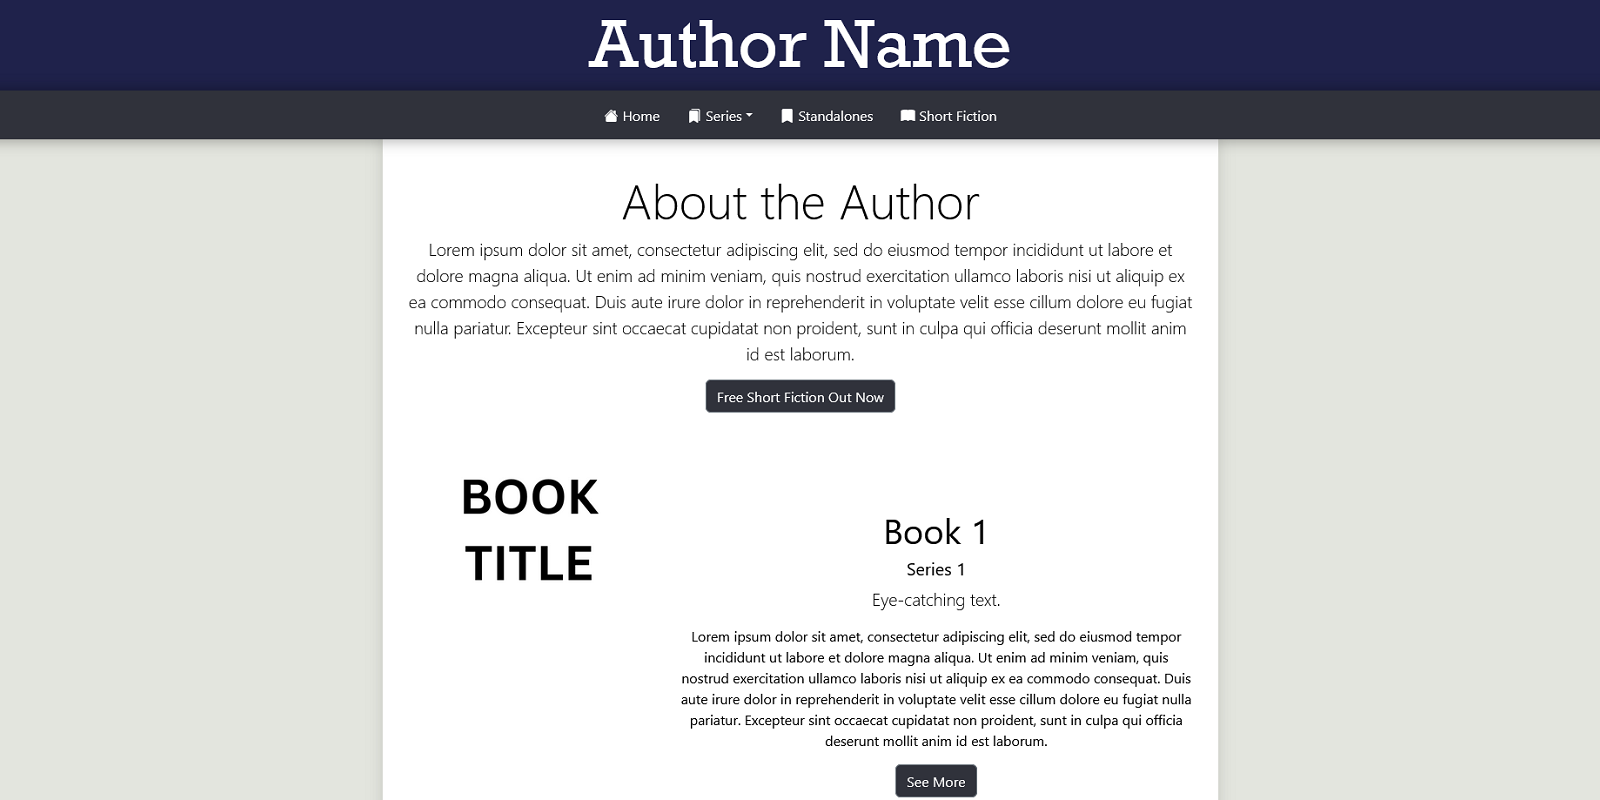 Author Name
Home Series Standalones Short Fiction
About the Author
Lorem ipsum dolor sit amet, consectetur adipiscing elit, sed do eiusmod tempor incididunt ut labore et
dolore magna aliqua. Ut enim ad minim veniam, quis nostrud exercitation ullamco laboris nisi ut aliquip ex
ea commodo consequat. Duis aute irure dolor in reprehenderit in voluptate velit esse cillum dolore eu fugiat
nulla pariatur. Excepteur sint occaecat cupidatat non proident, sunt in culpa qui officia deserunt mollit anim
id est laborum.
Free Short Fiction Out Now
BOOK
TITLE
Book 1
Series 1
Eye-catching text.
Lorem ipsum dolor sit amet, consectetur adipiscing elit, sed do eiusmod tempor
incididunt ut labore et dolore magna aliqua. Ut enim ad minim veniam, quis
nostrud exercitation ullamco laboris nisi ut aliquip ex ea commodo consequat. Duis
aute irure dolor in reprehenderit in voluptate velit esse cillum dolore eu fugiat nulla
pariatur. Excepteur sint occaecat cupidatat non proident, sunt in culpa qui officia
deserunt mollit anim id est laborum.
See More